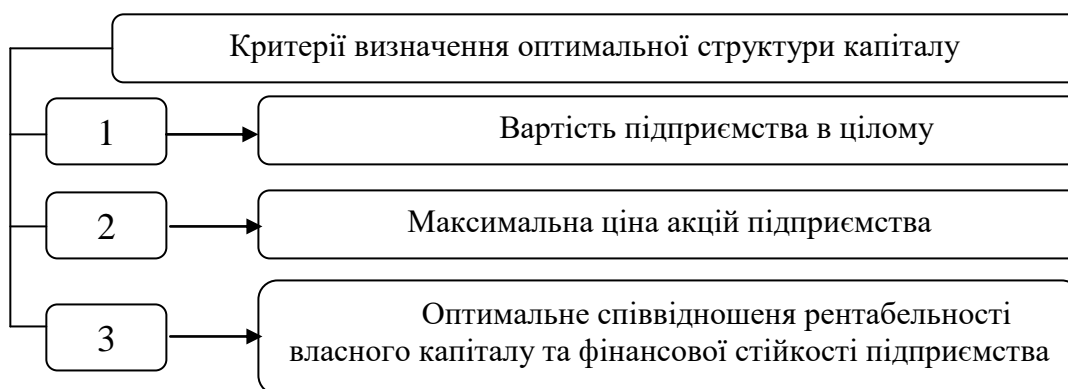 Критерії визначення оптимальної структури капіталу
1
Вартість підприємства в цілому
2
Максимальна ціна акцій підприємства
3
Оптимальне співвідношеня рентабельності
власного капіталу та фінансової стійкості підприємства